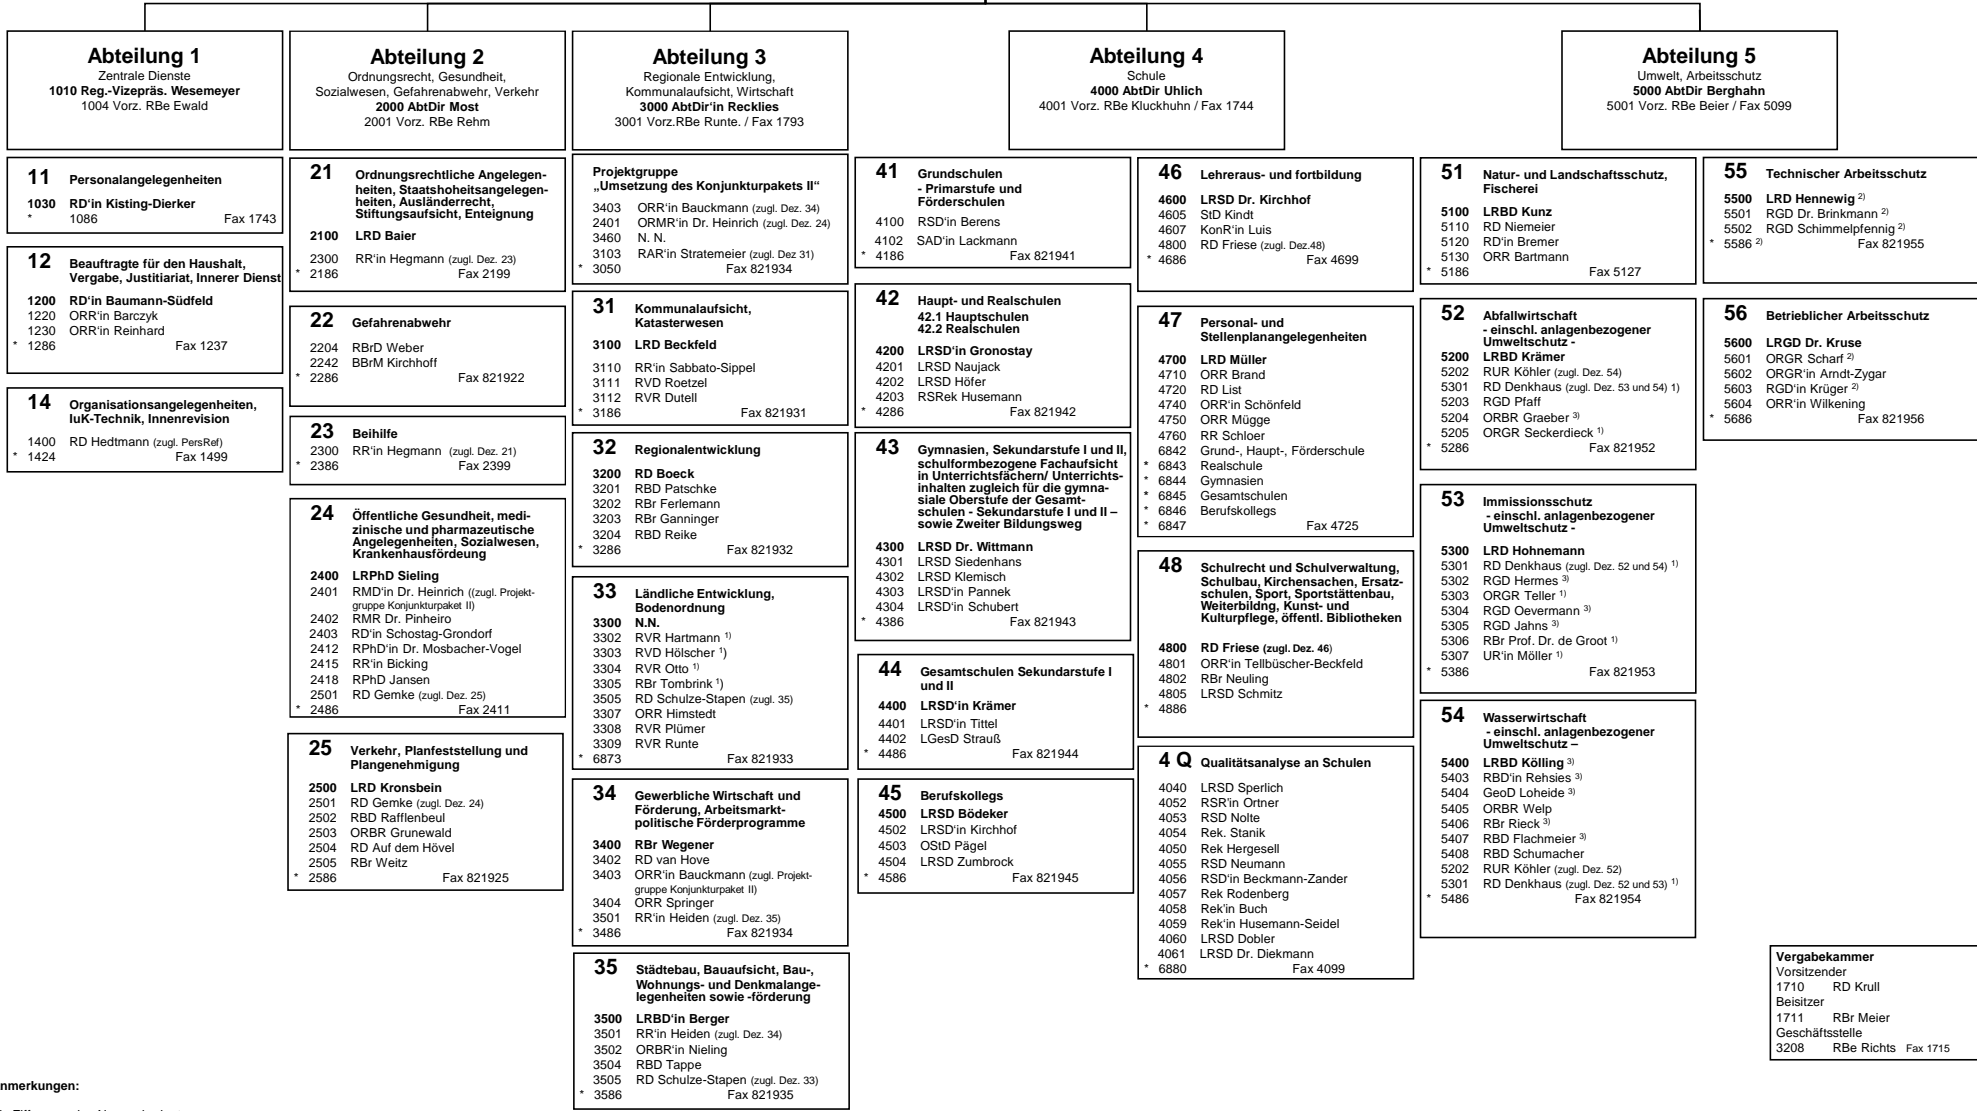 Abteilung 1
Zentrale Dienste
1010 Reg.-Vizepräs. Wesemeyer
1004 Vorz. RBe Ewald
Abteilung 2
Ordnungsrecht, Gesundheit,
Sozialwesen, Gefahrenabwehr, Verkehr
2000 AbtDir Most
2001 Vorz. RBe Rehm
Abteilung 3
Regionale Entwicklung,
Kommunalaufsicht, Wirtschaft
3000 AbtDir'in Recklies
3001 Vorz.RBe Runte. / Fax 1793
Abteilung 4
Schule
4000 AbtDir Uhlich
4001 Vorz. RBe Kluckhuhn / Fax 1744
Abteilung 5
Umwelt, Arbeitsschutz
5000 AbtDir Berghahn
5001 Vorz. RBe Beier / Fax 5099
11 Personalangelegenheiten
1030 RD'in Kisting-Dierker
* 1086 Fax 1743
12 Beauftragte für den Haushalt,
Vergabe, Justitiariat, Innerer Dienst
1200 RD'in Baumann-Südfeld
1220 ORR'in Barczyk
1230 ORR'in Reinhard
* 1286 Fax 1237
14 Organisationsangelegenheiten,
IuK-Technik, Innenrevision
1400 RD Hedtmann (zugl. PersRef)
* 1424 Fax 1499
21 Ordnungsrechtliche Angelegen-
heiten, Staatshoheitsangelegen-
heiten, Ausländerrecht,
Stiftungsaufsicht, Enteignung
2100 LRD Baier
2300 RR'in Hegmann (zugl. Dez. 23)
* 2186 Fax 2199
22 Gefahrenabwehr
2204 RBrD Weber
2242 BBrM Kirchhoff
* 2286 Fax 821922
23 Beihilfe
2300 RR'in Hegmann (zugl. Dez. 21)
* 2386 Fax 2399
24 Öffentliche Gesundheit, medi-
zinische und pharmazeutische
Angelegenheiten, Sozialwesen,
Krankenhausfördeung
2400 LRPhD Sieling
2401 RMD'in Dr. Heinrich ((zugl. Projekt-
gruppe Konjunkturpaket II)
2402 RMR Dr. Pinheiro
2403 RD'in Schostag-Grondorf
2412 RPhD'in Dr. Mosbacher-Vogel
2415 RR'in Bicking
2418 RPhD Jansen
2501 RD Gemke (zugl. Dez. 25)
* 2486 Fax 2411
25 Verkehr, Planfeststellung und
Plangenehmigung
2500 LRD Kronsbein
2501 RD Gemke (zugl. Dez. 24)
2502 RBD Rafflenbeul
2503 ORBR Grunewald
2504 RD Auf dem Hövel
2505 RBr Weitz
* 2586 Fax 821925
Projektgruppe
„Umsetzung des Konjunkturpakets II“
3403 ORR'in Bauckmann (zugl. Dez. 34)
2401 ORMR'in Dr. Heinrich (zugl. Dez. 24)
3460 N. N.
3103 RAR'in Stratemeier (zugl. Dez 31)
* 3050 Fax 821934
31 Kommunalaufsicht,
Katasterwesen
3100 LRD Beckfeld
3110 RR'in Sabbato-Sippel
3111 RVD Roetzel
3112 RVR Dutell
* 3186 Fax 821931
32 Regionalentwicklung
3200 RD Boeck
3201 RBD Patschke
3202 RBr Ferlemann
3203 RBr Ganninger
3204 RBD Reike
* 3286 Fax 821932
33 Ländliche Entwicklung,
Bodenordnung
3300 N.N.
3302 RVR Hartmann 1)
3303 RVD Hölscher 1)
3304 RVR Otto 1)
3305 RBr Tombrink 1)
3505 RD Schulze-Stapen (zugl. 35)
3307 ORR Himstedt
3308 RVR Plümer
3309 RVR Runte
* 6873 Fax 821933
34 Gewerbliche Wirtschaft und
Förderung, Arbeitsmarkt-
politische Förderprogramme
3400 RBr Wegener
3402 RD van Hove
3403 ORR'in Bauckmann (zugl. Projekt-
gruppe Konjunkturpaket II)
3404 ORR Springer
3501 RR'in Heiden (zugl. Dez. 35)
* 3486 Fax 821934
35 Städtebau, Bauaufsicht, Bau-,
Wohnungs- und Denkmalange-
legenheiten sowie -förderung
3500 LRBD'in Berger
3501 RR'in Heiden (zugl. Dez. 34)
3502 ORBR'in Nieling
3504 RBD Tappe
3505 RD Schulze-Stapen (zugl. Dez. 33)
* 3586 Fax 821935
41 Grundschulen
- Primarstufe und
Förderschulen
4100 RSD'in Berens
4102 SAD'in Lackmann
* 4186 Fax 821941
42 Haupt- und Realschulen
42.1 Hauptschulen
42.2 Realschulen
4200 LRSD'in Gronostay
4201 LRSD Naujack
4202 LRSD Höfer
4203 RSRek Husemann
* 4286 Fax 821942
43 Gymnasien, Sekundarstufe I und II,
schulformbezogene Fachaufsicht
in Unterrichtsfächern/ Unterrichts-
inhalten zugleich für die gymna-
siale Oberstufe der Gesamt-
schulen - Sekundarstufe I und II –
sowie Zweiter Bildungsweg
4300 LRSD Dr. Wittmann
4301 LRSD Siedenhans
4302 LRSD Klemisch
4303 LRSD'in Pannek
4304 LRSD'in Schubert
* 4386 Fax 821943
44 Gesamtschulen Sekundarstufe I
und II
4400 LRSD'in Krämer
4401 LRSD'in Tittel
4402 LGesD Strauß
* 4486 Fax 821944
45 Berufskollegs
4500 LRSD Bödeker
4502 LRSD'in Kirchhof
4503 OStD Pägel
4504 LRSD Zumbrock
* 4586 Fax 821945
46 Lehreraus- und fortbildung
4600 LRSD Dr. Kirchhof
4605 StD Kindt
4607 KonR'in Luis
4800 RD Friese (zugl. Dez.48)
* 4686 Fax 4699
47 Personal- und
Stellenplanangelegenheiten
4700 LRD Müller
4710 ORR Brand
4720 RD List
4740 ORR'in Schönfeld
4750 ORR Mügge
4760 RR Schloer
6842 Grund-, Haupt-, Förderschule
* 6843 Realschule
* 6844 Gymnasien
* 6845 Gesamtschulen
* 6846 Berufskollegs
* 6847 Fax 4725
48 Schulrecht und Schulverwaltung,
Schulbau, Kirchensachen, Ersatz-
schulen, Sport, Sportstättenbau,
Weiterbildng, Kunst- und
Kulturpflege, öffentl. Bibliotheken
4800 RD Friese (zugl. Dez. 46)
4801 ORR'in Tellbüscher-Beckfeld
4802 RBr Neuling
4805 LRSD Schmitz
* 4886
4 Q Qualitätsanalyse an Schulen
4040 LRSD Sperlich
4052 RSR'in Ortner
4053 RSD Nolte
4054 Rek. Stanik
4050 Rek Hergesell
4055 RSD Neumann
4056 RSD'in Beckmann-Zander
4057 Rek Rodenberg
4058 Rek'in Buch
4059 Rek'in Husemann-Seidel
4060 LRSD Dobler
4061 LRSD Dr. Diekmann
* 6880 Fax 4099
51 Natur- und Landschaftsschutz,
Fischerei
5100 LRBD Kunz
5110 RD Niemeier
5120 RD'in Bremer
5130 ORR Bartmann
* 5186 Fax 5127
52 Abfallwirtschaft
- einschl. anlagenbezogener
Umweltschutz -
5200 LRBD Krämer
5202 RUR Köhler (zugl. Dez. 54)
5301 RD Denkhaus (zugl. Dez. 53 und 54) 1)
5203 RGD Pfaff
5204 ORBR Graeber 3)
5205 ORGR Seckerdieck 1)
* 5286 Fax 821952
53 Immissionsschutz
- einschl. anlagenbezogener
Umweltschutz -
5300 LRD Hohnemann
5301 RD Denkhaus (zugl. Dez. 52 und 54) 1)
5302 RGD Hermes 3)
5303 ORGR Teller 1)
5304 RGD Oevermann 3)
5305 RGD Jahns 3)
5306 RBr Prof. Dr. de Groot 1)
5307 UR'in Möller 1)
* 5386 Fax 821953
54 Wasserwirtschaft
- einschl. anlagenbezogener
Umweltschutz –
5400 LRBD Kölling 3)
5403 RBD'in Rehsies 3)
5404 GeoD Loheide 3)
5405 ORBR Welp
5406 RBr Rieck 3)
5407 RBD Flachmeier 3)
5408 RBD Schumacher
5202 RUR Köhler (zugl. Dez. 52)
5301 RD Denkhaus (zugl. Dez. 52 und 53) 1)
* 5486 Fax 821954
55 Technischer Arbeitsschutz
5500 LRD Hennewig 2)
5501 RGD Dr. Brinkmann 2)
5502 RGD Schimmelpfennig 2)
* 5586 2) Fax 821955
56 Betrieblicher Arbeitsschutz
5600 LRGD Dr. Kruse
5601 ORGR Scharf 2)
5602 ORGR'in Arndt-Zygar
5603 RGD'in Krüger 2)
5604 ORR'in Wilkening
* 5686 Fax 821956
Vergabekammer
Vorsitzender
1710 RD Krull
Beisitzer
1711 RBr Meier
Geschäftsstelle
3208 RBe Richts Fax 1715
nmerkungen: